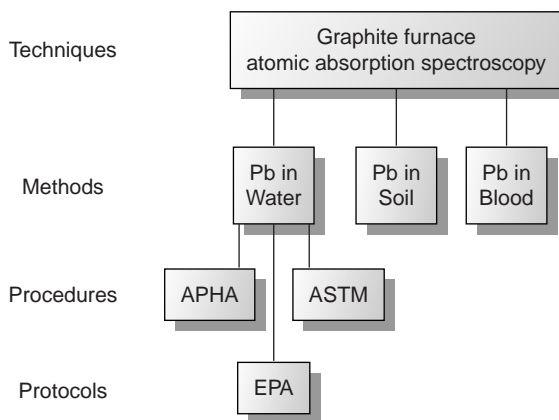 Techniques
Graphite furnace
atomic absorption spectroscopy
Methods
Pb in
Water
Pb in
Soil
Pb in
Blood
Procedures
APHA
ASTM
Protocols
EPA